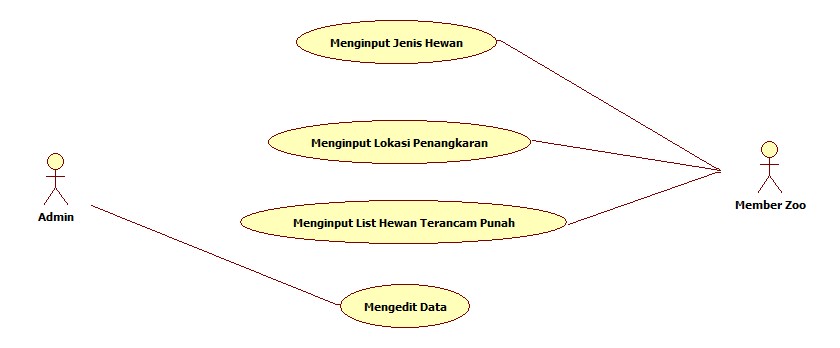 Menginput Jenis Hewan
Menginput Lokasi Penangkaran
Admin
Member Zoo
Menginput List Hewan Terancam Punah
Mengedit Data